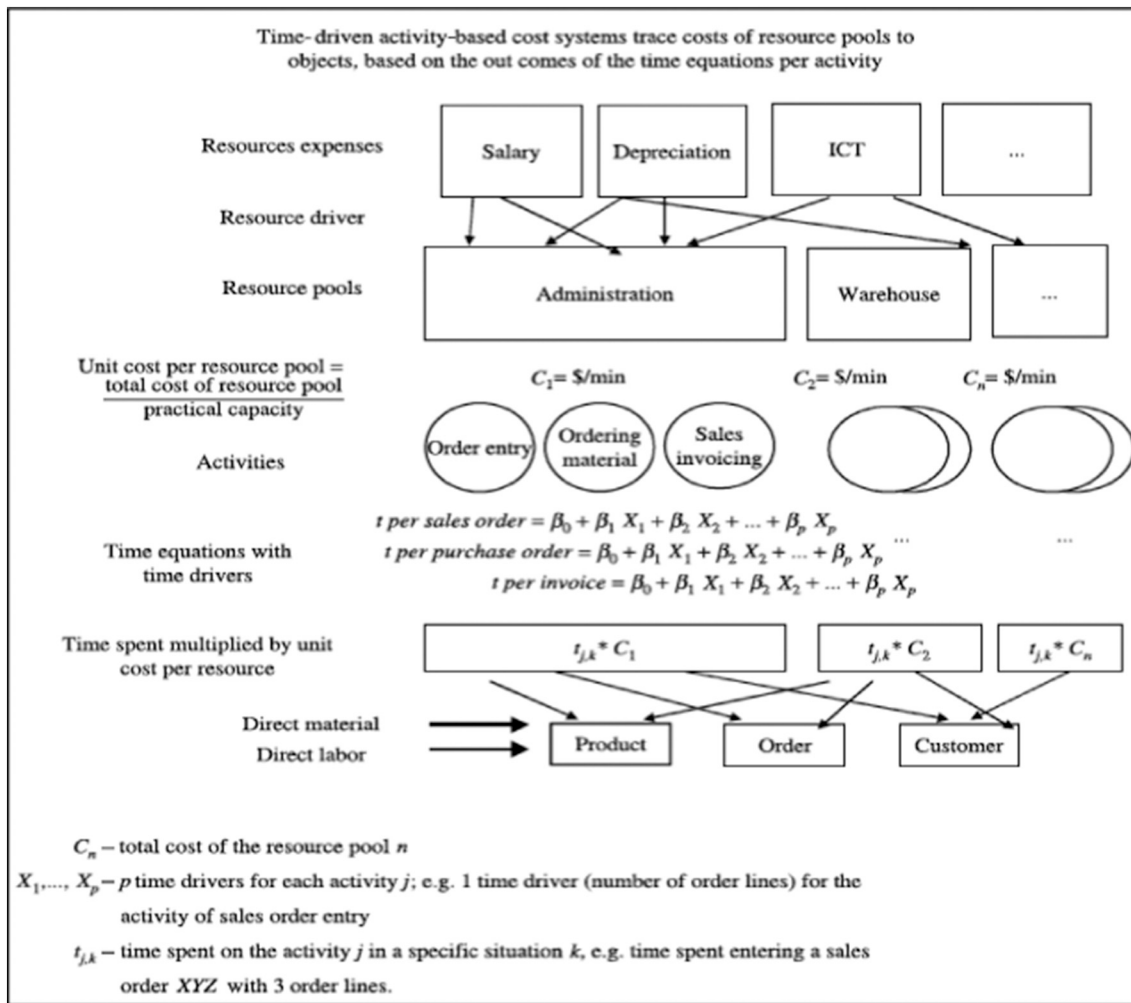 Time- driven activity–based cost systems trace costs of resource pools to
objects, based on the out comes of the time equations per activity
Resources expenses
Salary
Depreciation
ICT
...
Resource driver
Resource pools
Administration
Warehouse
...
Unit cost per resource pool =
total cost of resource pool
practical capacity
C₁= $/min
C₂= $/min
Cₙ= $/min
Activities
Order entry
Ordering
material
Sales
invoicing
Time equations with
time drivers
t per sales order = β₀ + β₁ X₁ + β₂ X₂ + ... + βₚ Xₚ
t per purchase order = β₀ + β₁ X₁ + β₂ X₂ + ... + βₚ Xₚ
t per invoice = β₀ + β₁ X₁ + β₂ X₂ + ... + βₚ Xₚ
...
...
Time spent multiplied by unit
cost per resource
t_{j,k}* C₁
t_{j,k}* C₂
t_{j,k}* Cₙ
Direct material
Direct labor
Product
Order
Customer
Cₙ – total cost of the resource pool n
X₁,..., Xₚ– p time drivers for each activity j; e.g. 1 time driver (number of order lines) for the
activity of sales order entry
t_{j,k} – time spent on the activity j in a specific situation k, e.g. time spent entering a sales
order XYZ with 3 order lines.